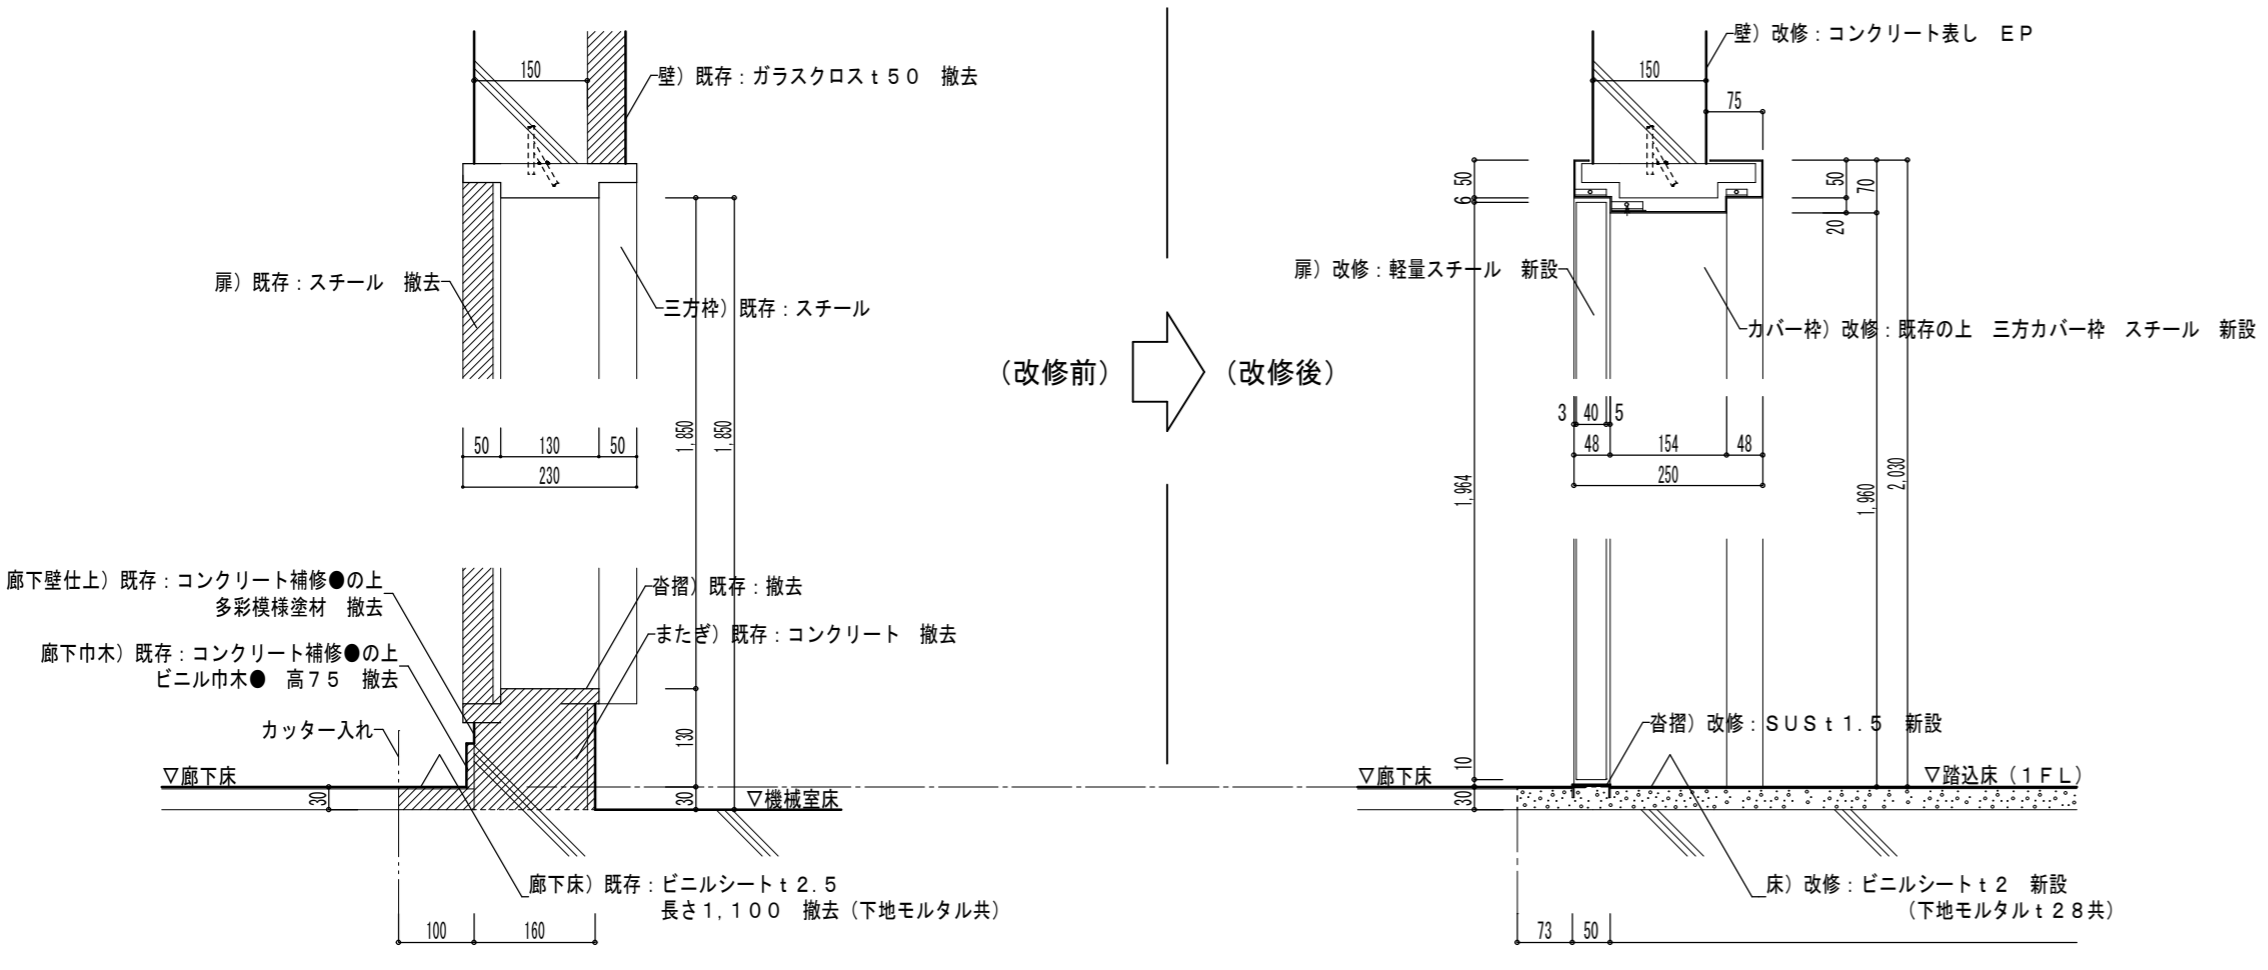 150
壁）既存：ガラスクロスｔ５０　撤去
扉）既存：スチール　撤去
三方枠）既存：スチール
1,850
1,850
50
130
50
230
廊下壁仕上）既存：コンクリート補修●の上
多彩模様塗材　撤去
廊下巾木）既存：コンクリート補修●の上
ビニル巾木●　高７５　撤去
カッター入れ
沓摺）既存：撤去
またぎ）既存：コンクリート　撤去
130
30
▽廊下床
30
▽機械室床
廊下床）既存：ビニルシートｔ２.５
長さ１,１００　撤去（下地モルタル共）
100
160
（改修前）
（改修後）
壁）改修：コンクリート表し　ＥＰ
150
75
50
6
50
70
20
扉）改修：軽量スチール　新設
カバー枠）改修：既存の上　三方カバー枠　スチール　新設
3
40
5
48
154
48
250
1,964
1,960
2,030
沓摺）改修：ＳＵＳｔ１.５　新設
10
▽廊下床
▽踏込床（１ＦＬ）
30
床）改修：ビニルシートｔ２　新設
（下地モルタルｔ２８共）
73
50